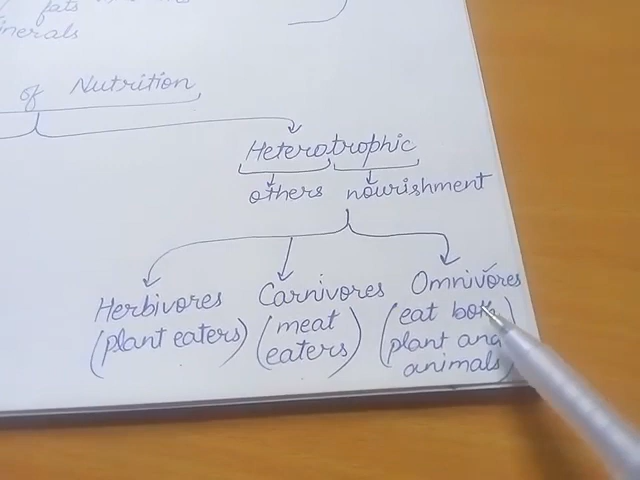 fats
minerals
of Nutrition
Heterotrophic
others nourishment
Herbivores
(plant eaters)
Carnivores
(meat
eaters)
Omnivores
(eat both
plant and
animals)